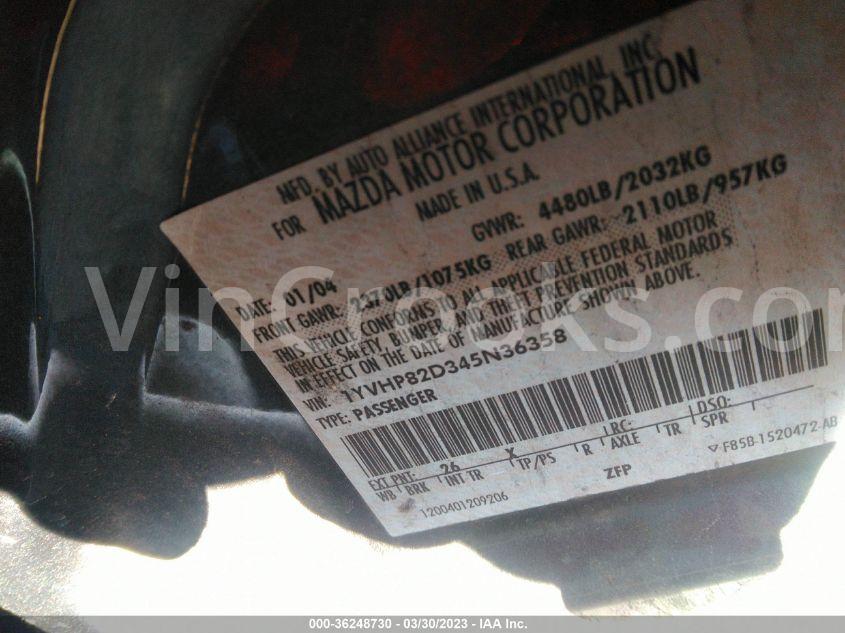 MFD. BY AUTO ALLIANCE INTERNATIONAL INC.
FOR MAZDA MOTOR CORPORATION
MADE IN U.S.A.
DATE: 01/04 GVWR: 4480LB/2032KG
FRONT GAWR: 2370LB/1075KG REAR GAWR: 2110LB/957KG
THIS VEHICLE CONFORMS TO ALL APPLICABLE FEDERAL MOTOR
VEHICLE SAFETY, BUMPER, AND THEFT PREVENTION STANDARDS
IN EFFECT ON THE DATE OF MANUFACTURE SHOWN ABOVE.
VIN: 1YVHP82D345N36358
TYPE: PASSENGER
EXT PNT: 26 X RC: DSO:
WB BRK INT TR TP/PS R AXLE TR SPR
▽ F85B-1520472-AB
1200401209206 ZFP
VinCrooks.com
000-36248730 - 03/30/2023 - IAA Inc.